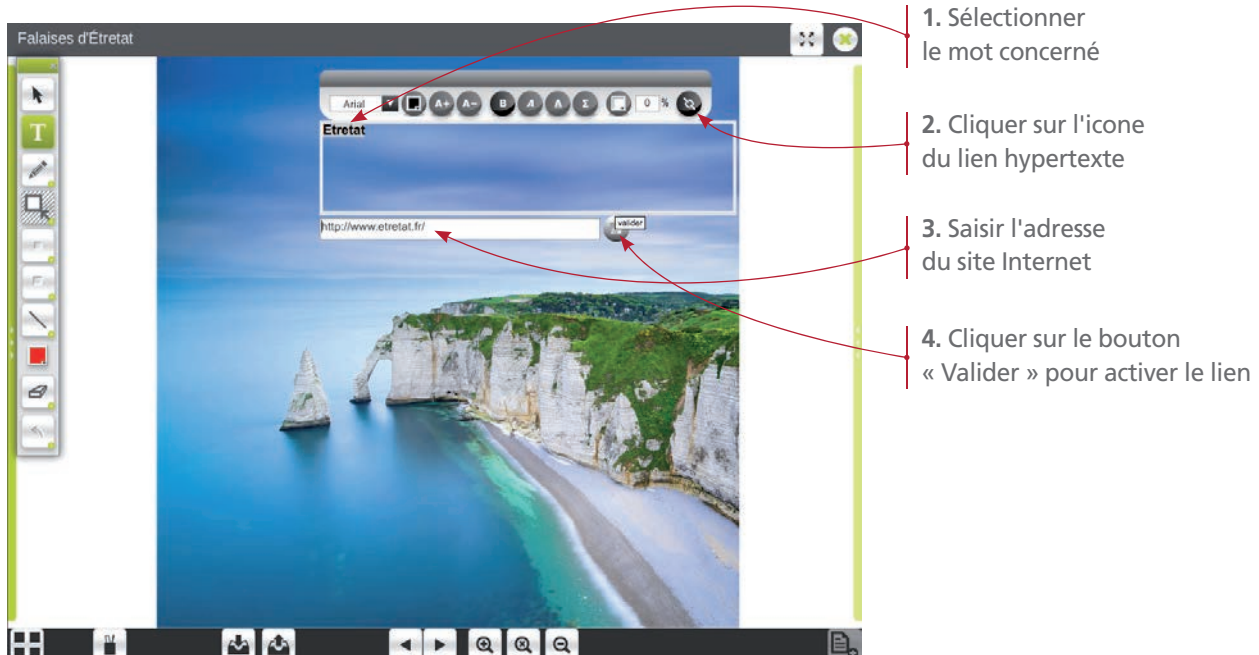 Falaises d'Étretat
1. Sélectionner
le mot concerné
Arial
A+
A-
B
A
Λ
Σ
0 %
Etretat
2. Cliquer sur l'icone
du lien hypertexte
T
http://www.etretat.fr/
valider
3. Saisir l'adresse
du site Internet
4. Cliquer sur le bouton
« Valider » pour activer le lien